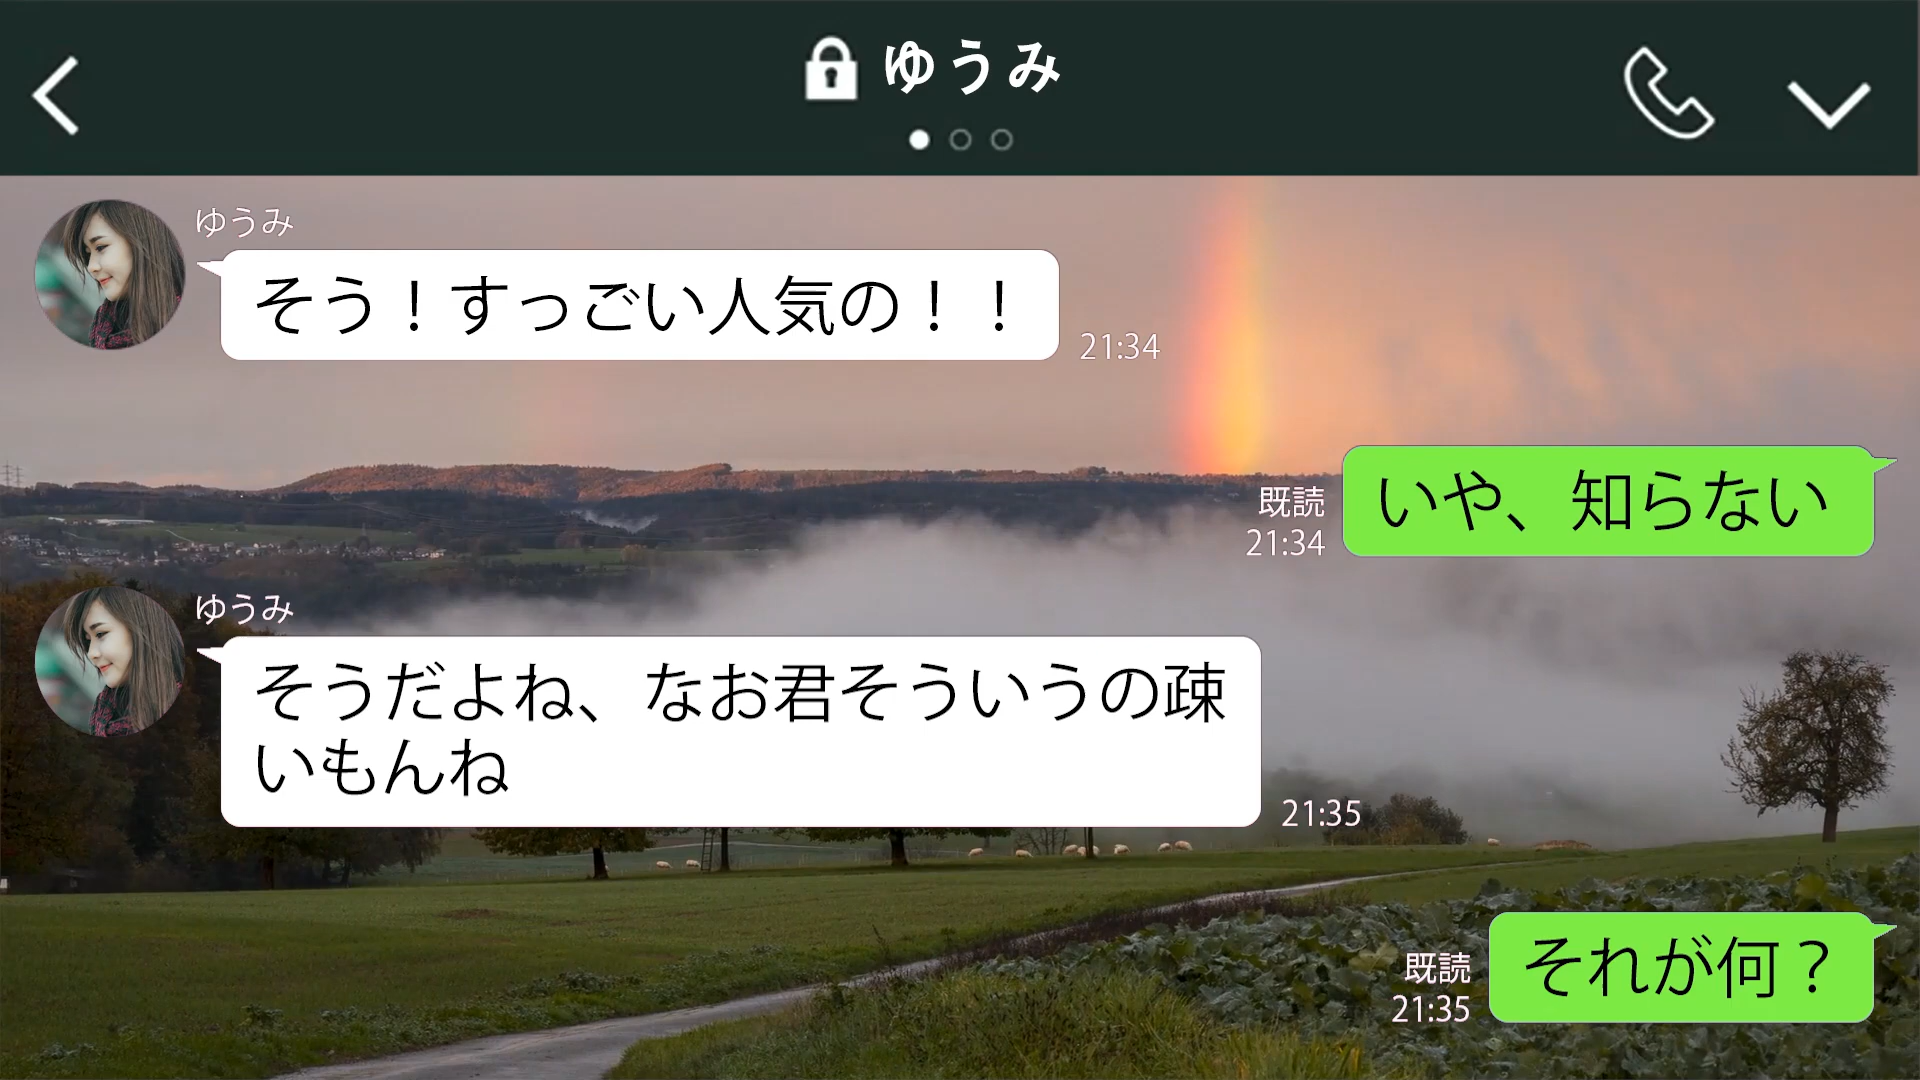 ゆうみ
ゆうみ
そう！すっごい人気の！！
21:34
いや、知らない
既読
21:34
ゆうみ
そうだよね、なお君そういうの疎
いもんね
21:35
それが何？
既読
21:35